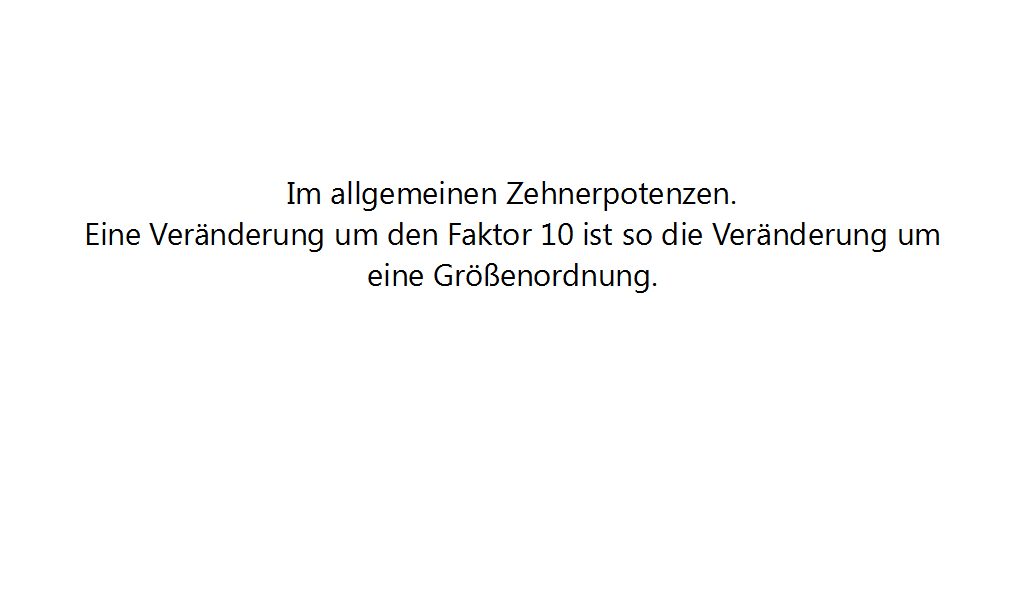 Im allgemeinen Zehnerpotenzen.
Eine Veränderung um den Faktor 10 ist so die Veränderung um
eine Größenordnung.